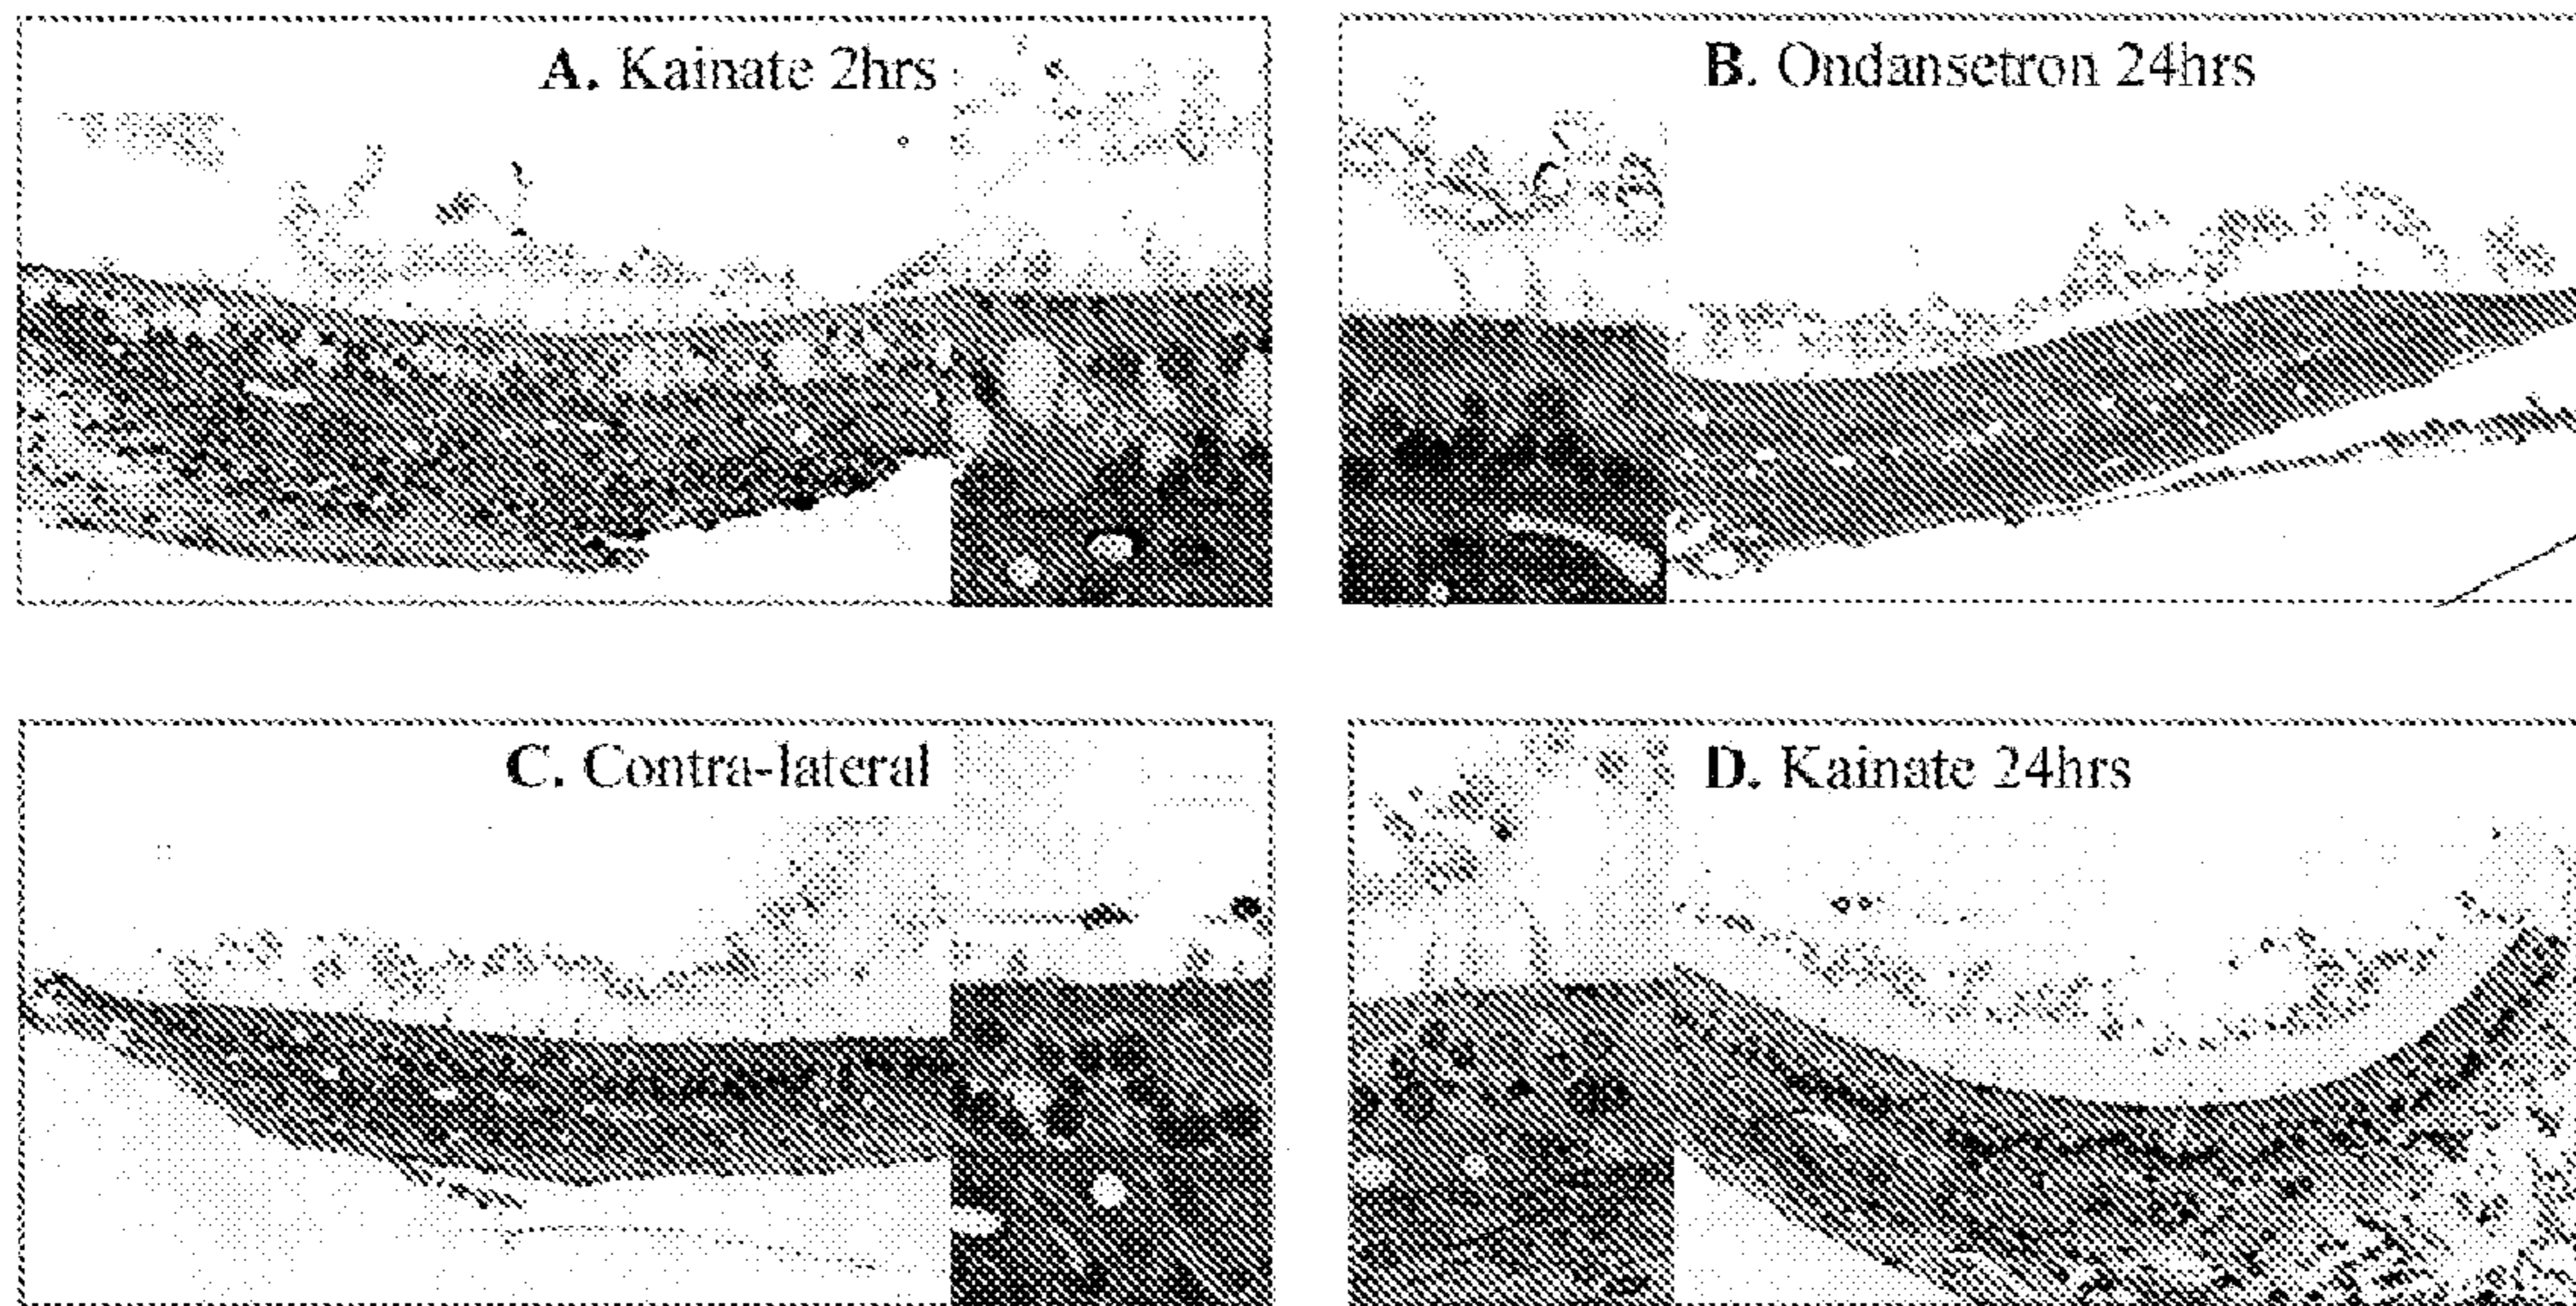 A. Kainate 2hrs
B. Ondansetron 24hrs
C. Contra-lateral
D. Kainate 24hrs